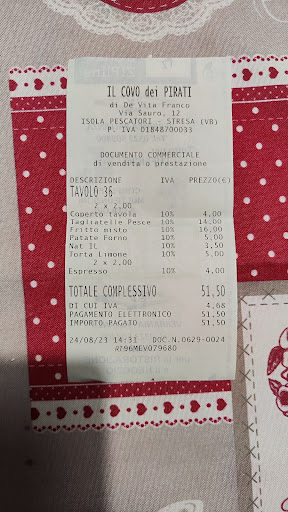 IL COVO dei PIRATI
di De Vita Franco
Via Sauro, 12
ISOLA PESCATORI - STRESA (VB)
P. IVA 01848700033
DOCUMENTO COMMERCIALE
di vendita o prestazione
DESCRIZIONE IVA PREZZO(€)
TAVOLO 36
2 x 2,00
Coperto tavola 10% 4,00
Tagliatelle Pesce 10% 14,00
Fritto misto 10% 16,00
Patate Forno 10% 5,00
Nat 1L 10% 3,50
Torta Limone 10% 5,00
2 x 2,00
Espresso 10% 4,00
TOTALE COMPLESSIVO 51,50
DI CUI IVA 4,68
PAGAMENTO ELETTRONICO 51,50
IMPORTO PAGATO 51,50
24/08/23 14:31 DOC.N.0629-0024
RT96MEV079680